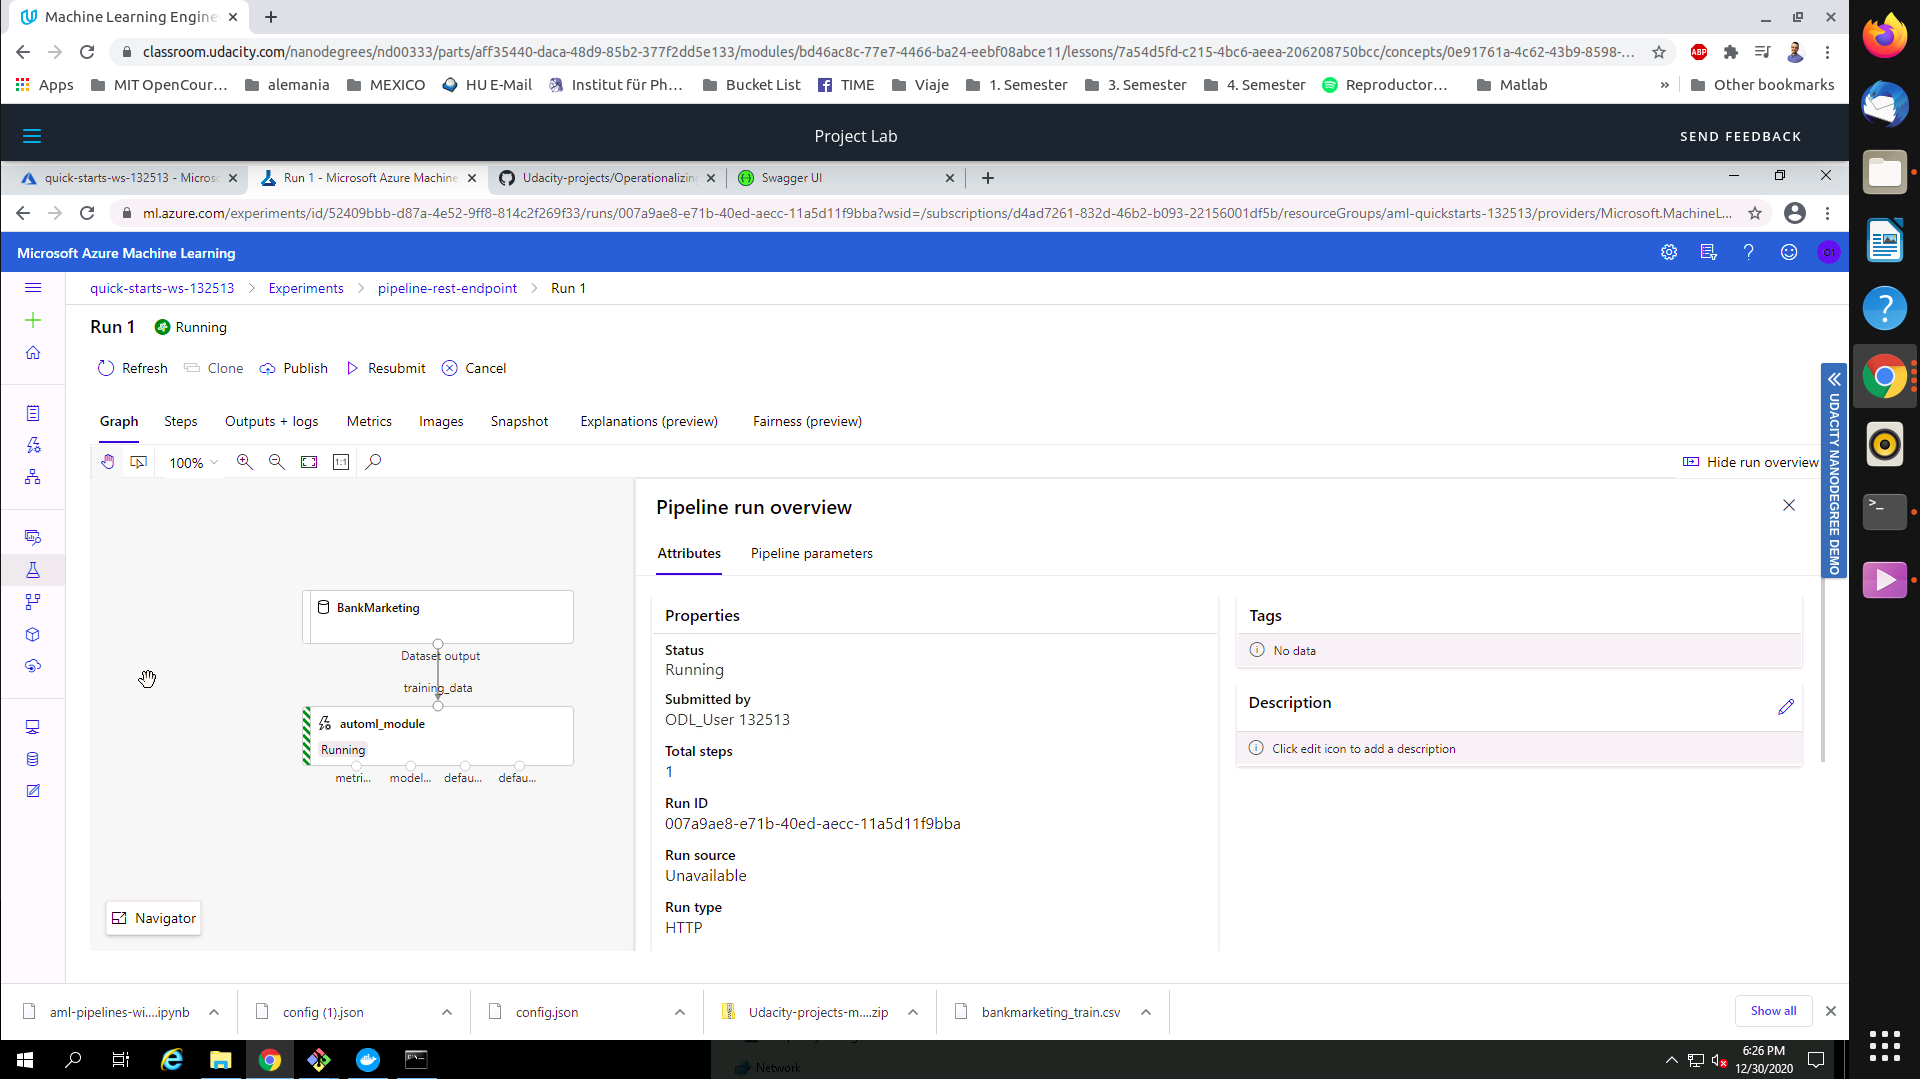 Machine Learning Engine
classroom.udacity.com/nanodegrees/nd00333/parts/aff35440-daca-48d9-85b2-377f2dd5e133/modules/bd46ac8c-77e7-4466-ba24-eebf08abce11/lessons/7a54d5fd-c215-4bc6-aeea-206208750bcc/concepts/0e91761a-4c62-43b9-8598-...
ABP
Apps MIT OpenCour... alemania MEXICO HU E-Mail Institut für Ph... Bucket List TIME Viaje 1. Semester 3. Semester 4. Semester Reproductor... Matlab » Other bookmarks
Project Lab
SEND FEEDBACK
quick-starts-ws-132513 - Micros Run 1 - Microsoft Azure Machine Udacity-projects/Operationalizing Swagger UI
ml.azure.com/experiments/id/52409bbb-d87a-4e52-9ff8-814c2f269f33/runs/007a9ae8-e71b-40ed-aecc-11a5d11f9bba?wsid=/subscriptions/d4ad7261-832d-46b2-b093-22156001df5b/resourceGroups/aml-quickstarts-132513/providers/Microsoft.MachineL...
Microsoft Azure Machine Learning
quick-starts-ws-132513 > Experiments > pipeline-rest-endpoint > Run 1
Run 1 Running
Refresh Clone Publish Resubmit Cancel
Graph Steps Outputs + logs Metrics Images Snapshot Explanations (preview) Fairness (preview)
100% 1:1
Hide run overview
UDACITY NANODEGREE DEMO
BankMarketing
Dataset output
training_data
automl_module
Running
metri... model... defau... defau...
Navigator
Pipeline run overview
Attributes Pipeline parameters
Properties
Status
Running
Submitted by
ODL_User 132513
Total steps
1
Run ID
007a9ae8-e71b-40ed-aecc-11a5d11f9bba
Run source
Unavailable
Run type
HTTP
Tags
No data
Description
Click edit icon to add a description
aml-pipelines-wi....ipynb config (1).json config.json Udacity-projects-m....zip bankmarketing_train.csv Show all
Network
6:26 PM
12/30/2020